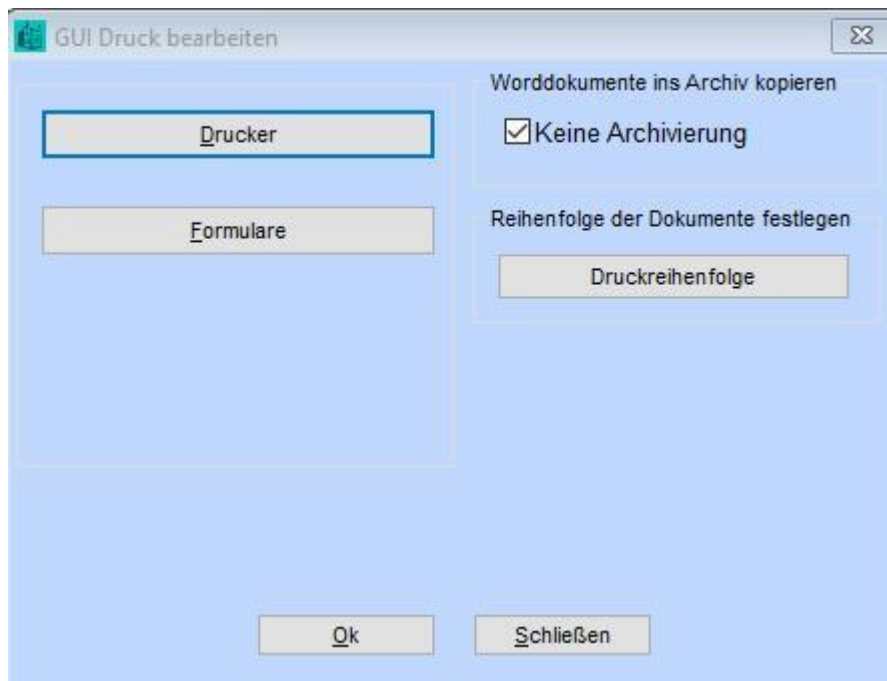 GUI Druck bearbeiten
Drucker
Formulare
Worddokumente ins Archiv kopieren
Keine Archivierung
Reihenfolge der Dokumente festlegen
Druckreihenfolge
Ok
Schließen